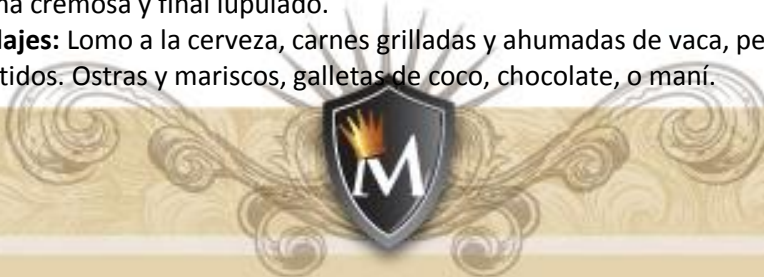 na cremosa y final lupulado.
lajes: Lomo a la cerveza, carnes grilladas y ahumadas de vaca, pe
tidos. Ostras y mariscos, galletas de coco, chocolate, o maní.
M